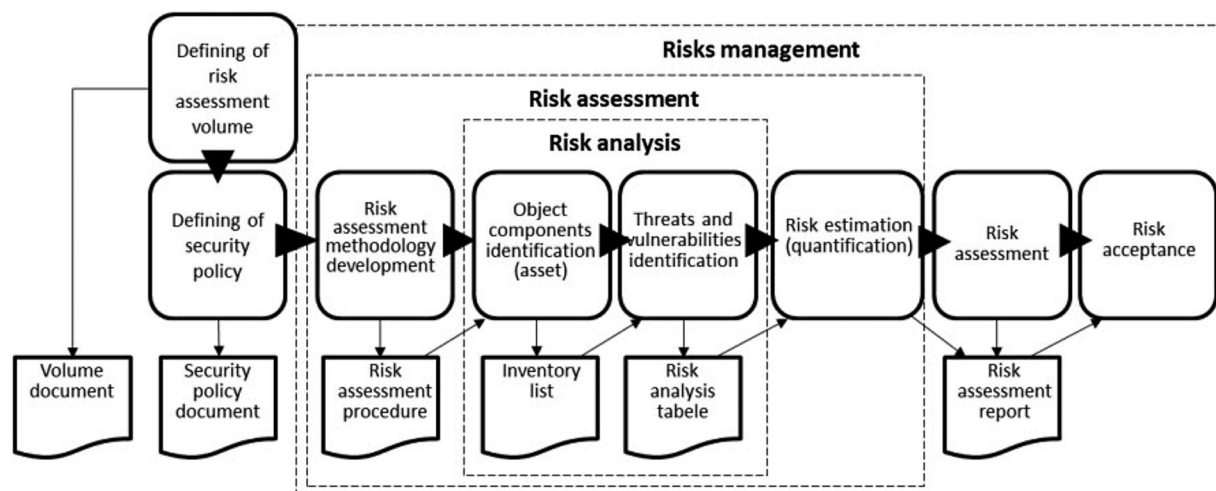 Defining of
risk
assessment
volume
Risks management
Risk assessment
Risk analysis
Defining of
security
policy
Risk
assessment
methodology
development
Object
components
identification
(asset)
Threats and
vulnerabilities
identification
Risk estimation
(quantification)
Risk
assessment
Risk
acceptance
Volume
document
Security
policy
document
Risk
assessment
procedure
Inventory
list
Risk
analysis
tabele
Risk
assessment
report